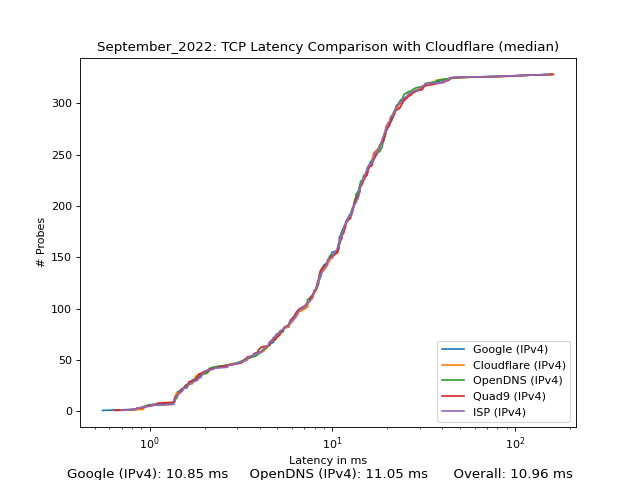 September_2022: TCP Latency Comparison with Cloudflare (median)
300
250
200
150
100
50
0
# Probes
Google (IPv4)
Cloudflare (IPv4)
OpenDNS (IPv4)
Quad9 (IPv4)
ISP (IPv4)
10⁰ 10¹ 10²
Latency in ms
Google (IPv4): 10.85 ms OpenDNS (IPv4): 11.05 ms Overall: 10.96 ms